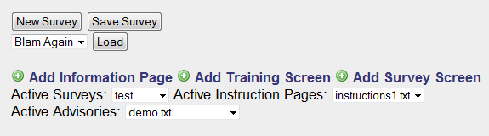 New Survey Save Survey
Blam Again Load
Add Information Page Add Training Screen Add Survey Screen
Active Surveys: test Active Instruction Pages: instructions1.txt
Active Advisories: demo.txt